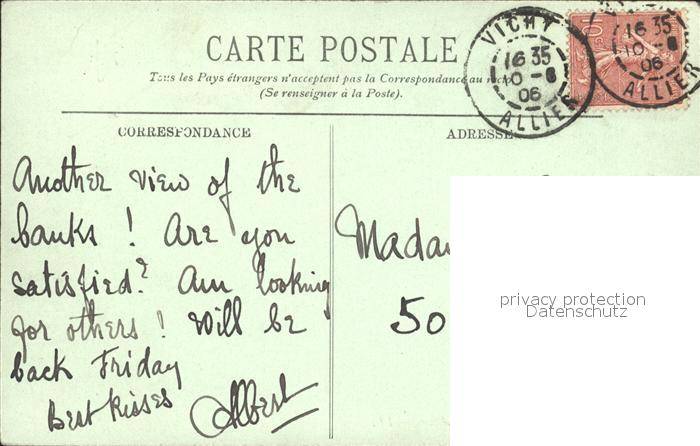 CARTE POSTALE
Tous les Pays étrangers n'acceptent pas la Correspondance au recto
(Se renseigner à la Poste).
VICHY
16 35
10 - 8
06
ALLIER
16 35
10 - 8
06
ALLIER
CORRESPONDANCE
Another view of the
banks ! Are you
satisfied? Am looking
for others ! Will be
back Friday
Best kisses Albert
ADRESSE
Madam
50
privacy protection
Datenschutz